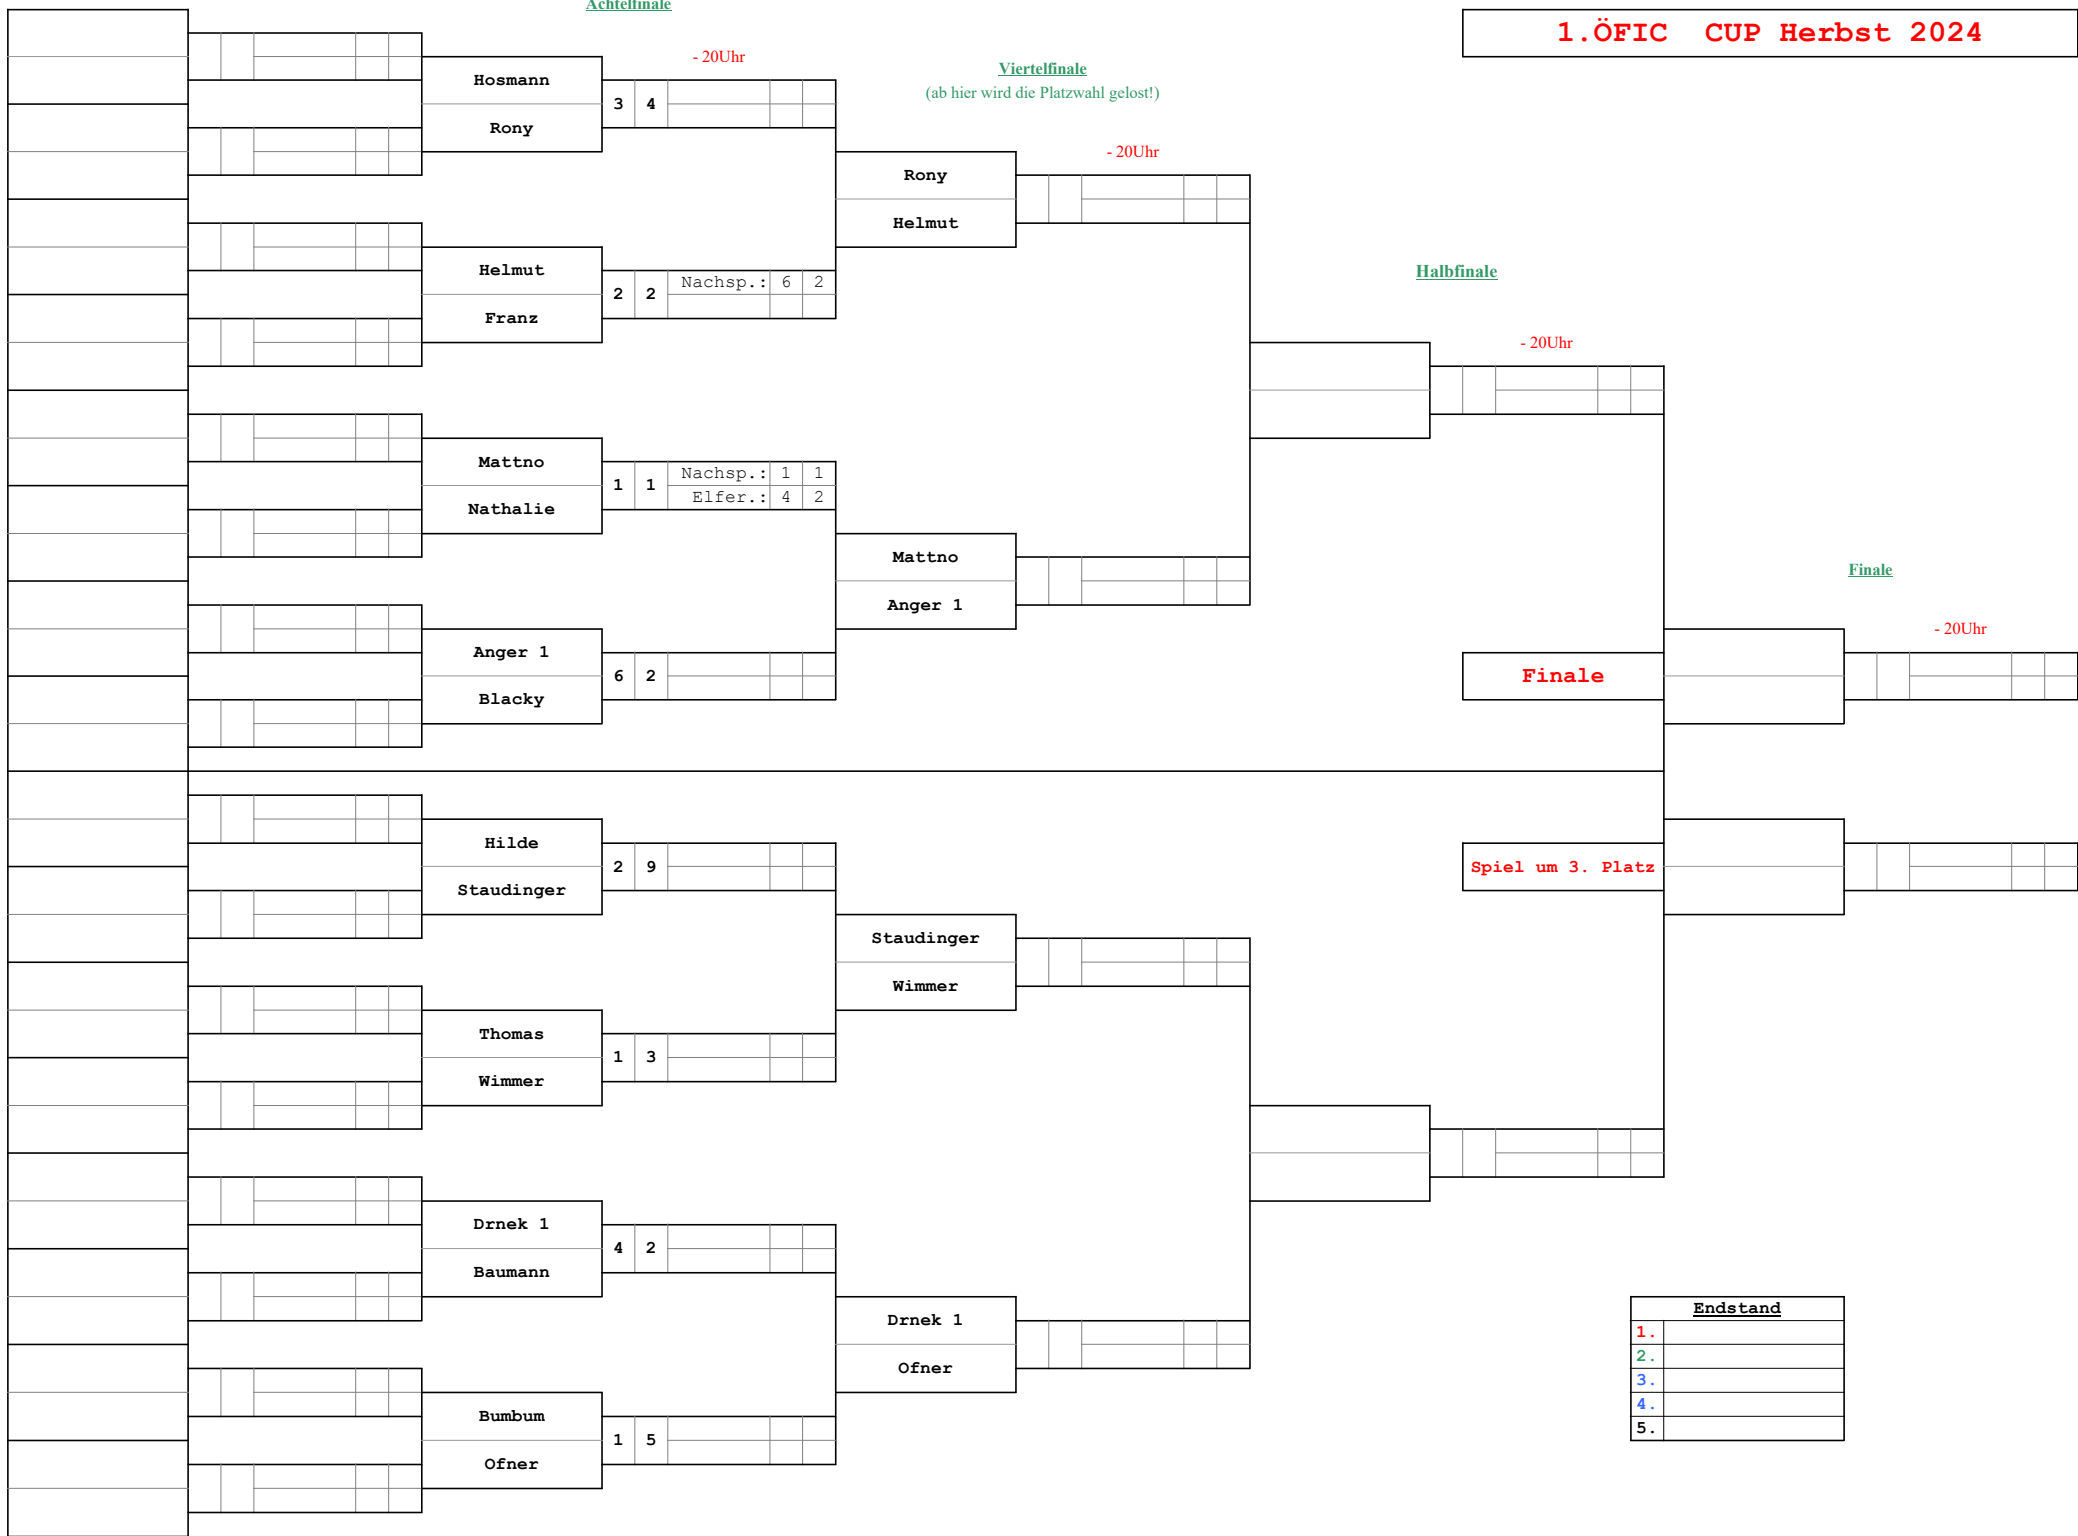 Achtelfinale
1.ÖFIC CUP Herbst 2024
- 20Uhr
Viertelfinale
(ab hier wird die Platzwahl gelost!)
Hosmann
3 4
Rony
- 20Uhr
Rony
Helmut
Helmut
2 2 Nachsp.: 6 2
Franz
Halbfinale
- 20Uhr
Mattno
1 1 Nachsp.: 1 1
Elfer.: 4 2
Nathalie
Mattno
Anger 1
Finale
- 20Uhr
Anger 1
6 2
Blacky
Finale
Hilde
2 9
Staudinger
Spiel um 3. Platz
Staudinger
Wimmer
Thomas
1 3
Wimmer
Drnek 1
4 2
Baumann
Drnek 1
Ofner
Bumbum
1 5
Ofner
Endstand
1.
2.
3.
4.
5.